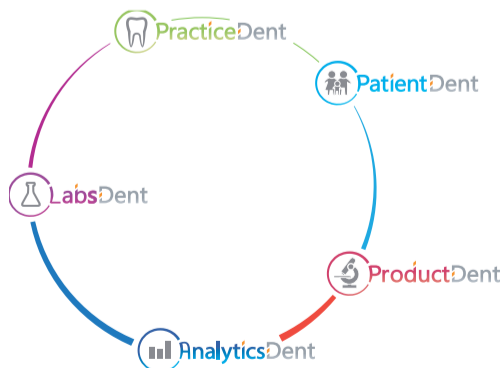 PracticeDent
PatientDent
LabsDent
ProductDent
AnalyticsDent